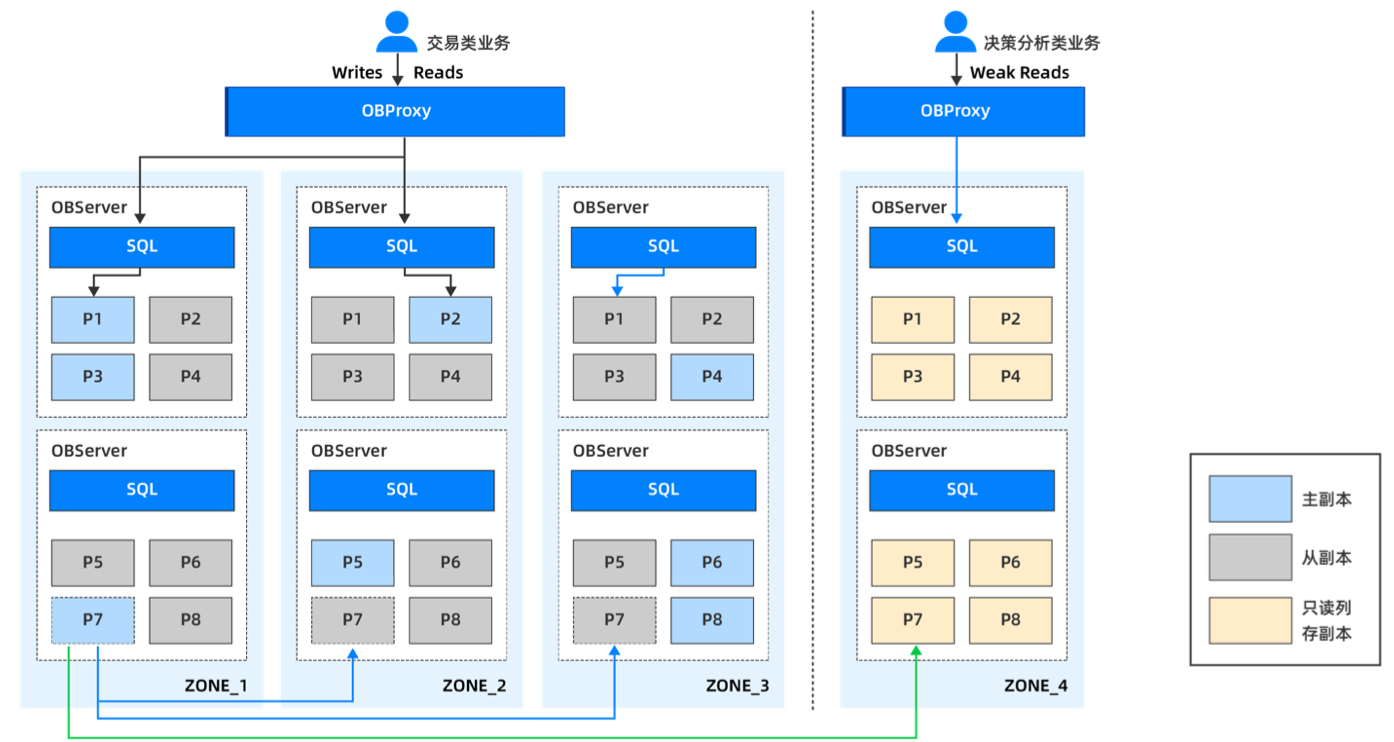 交易类业务
Writes
Reads
OBProxy
决策分析类业务
Weak Reads
OBProxy
OBServer
SQL
P1
P2
P3
P4
OBServer
SQL
P5
P6
P7
P8
ZONE_1
OBServer
SQL
P1
P2
P3
P4
OBServer
SQL
P5
P6
P7
P8
ZONE_2
OBServer
SQL
P1
P2
P3
P4
OBServer
SQL
P5
P6
P7
P8
ZONE_3
OBServer
SQL
P1
P2
P3
P4
OBServer
SQL
P5
P6
P7
P8
ZONE_4
主副本
从副本
只读列
存副本